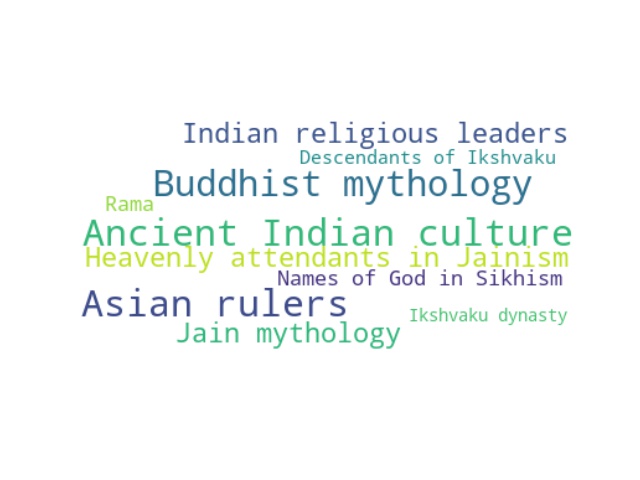 Indian religious leaders
Descendants of Ikshvaku
Buddhist mythology
Rama
Ancient Indian culture
Heavenly attendants in Jainism
Names of God in Sikhism
Asian rulers
Ikshvaku dynasty
Jain mythology